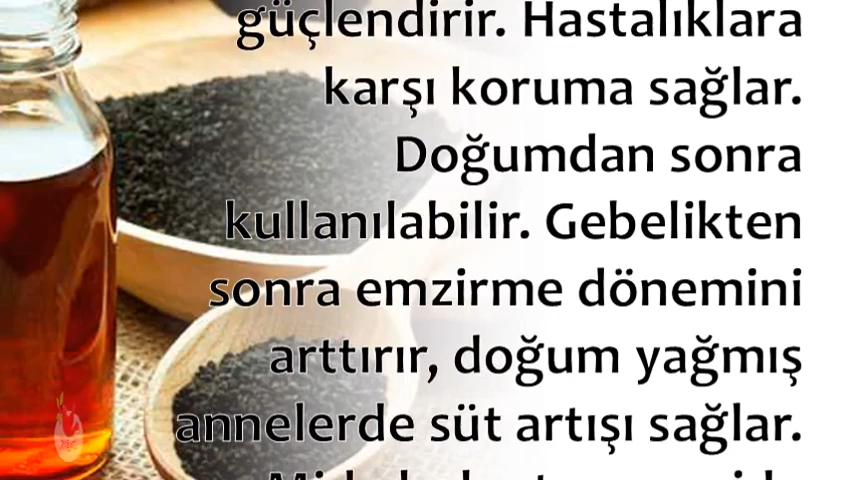 güçlendirir. Hastalıklara
karşı koruma sağlar.
Doğumdan sonra
kullanılabilir. Gebelikten
sonra emzirme dönemini
arttırır, doğum yağmış
annelerde süt artışı sağlar.